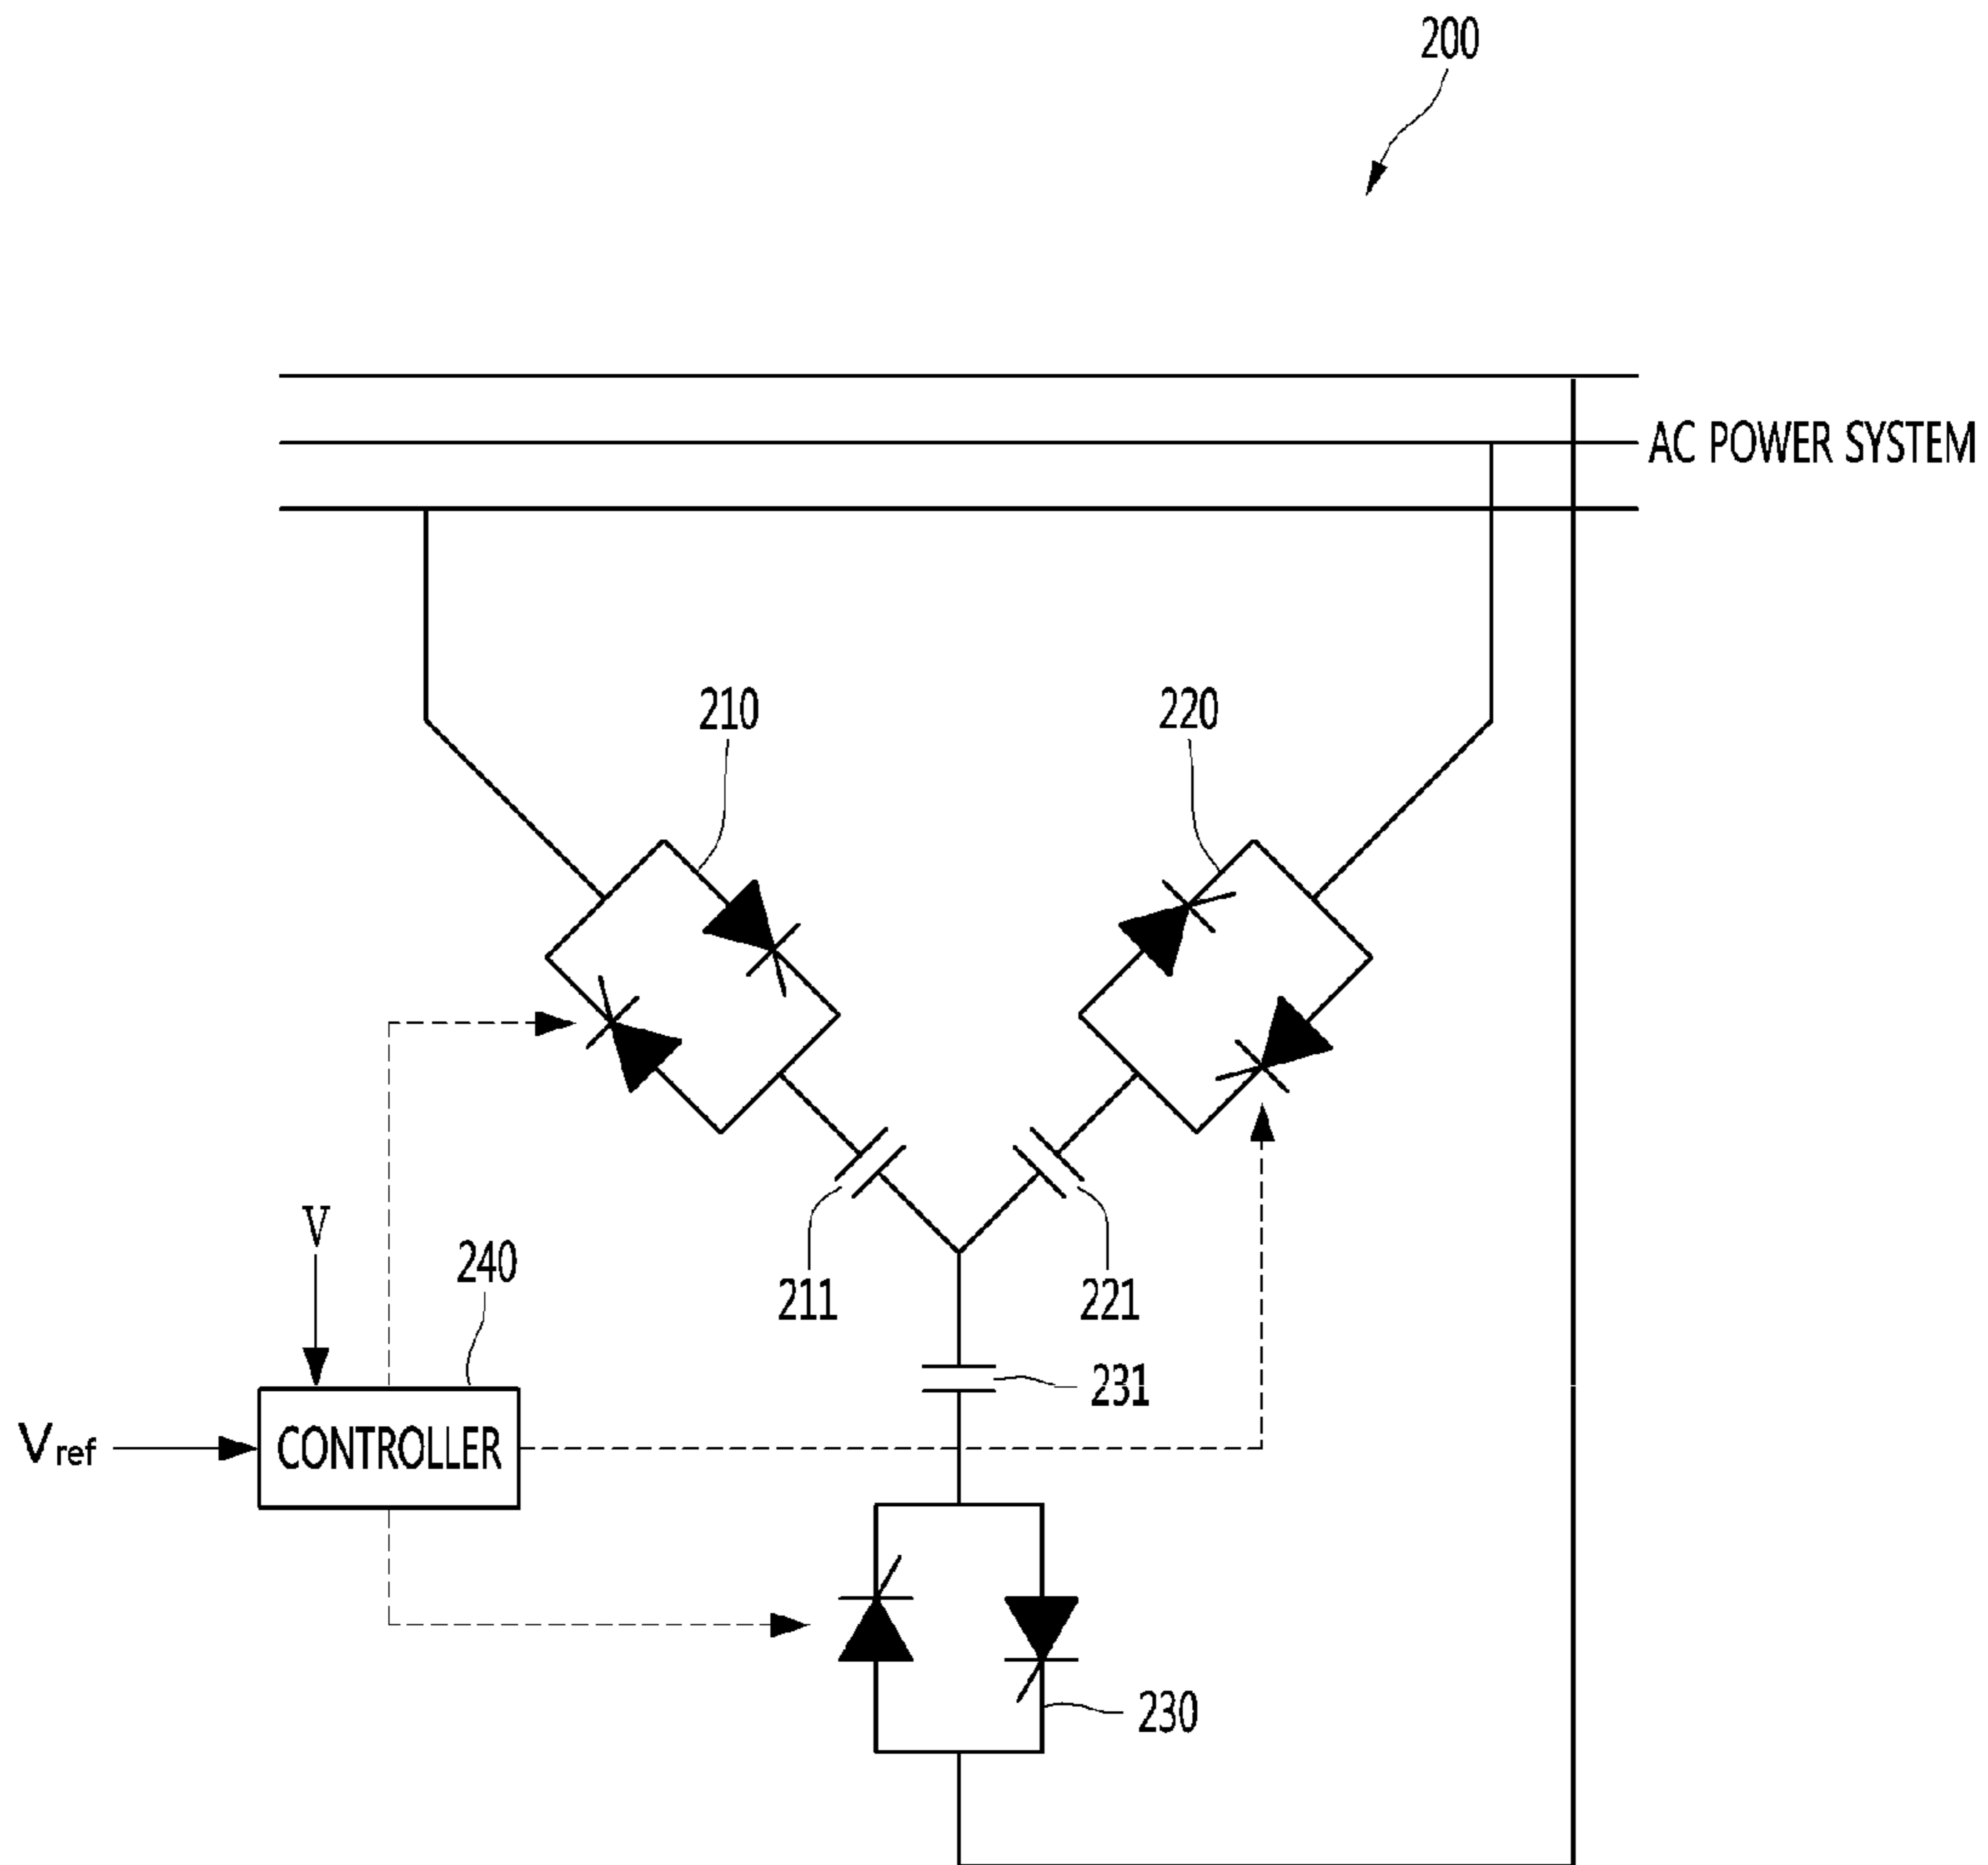 200
AC POWER SYSTEM
210
220
V
240
211
221
231
Vref
CONTROLLER
230